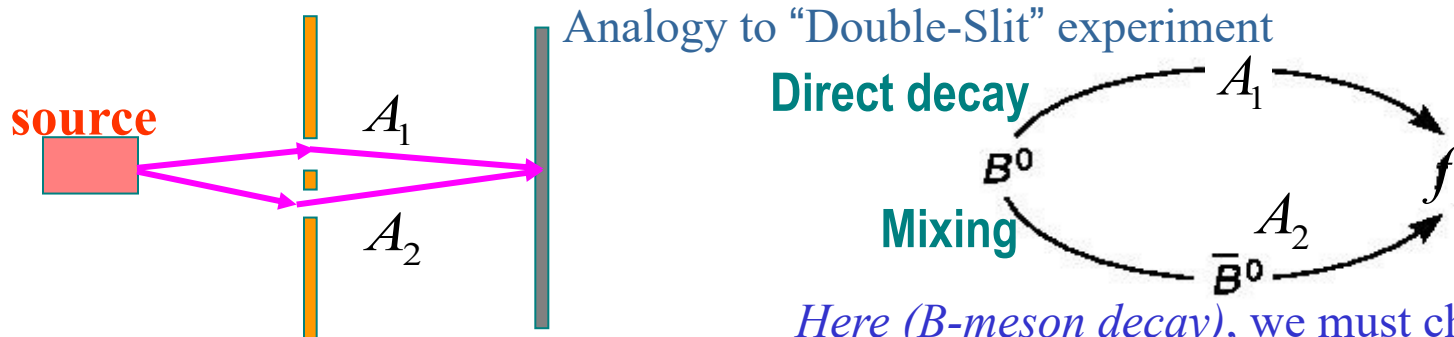 Analogy to “Double-Slit” experiment
source
A₁
A₂
Direct decay
A₁
B⁰
f
Mixing
A₂
B̅⁰
Here (B-meson decay), we must